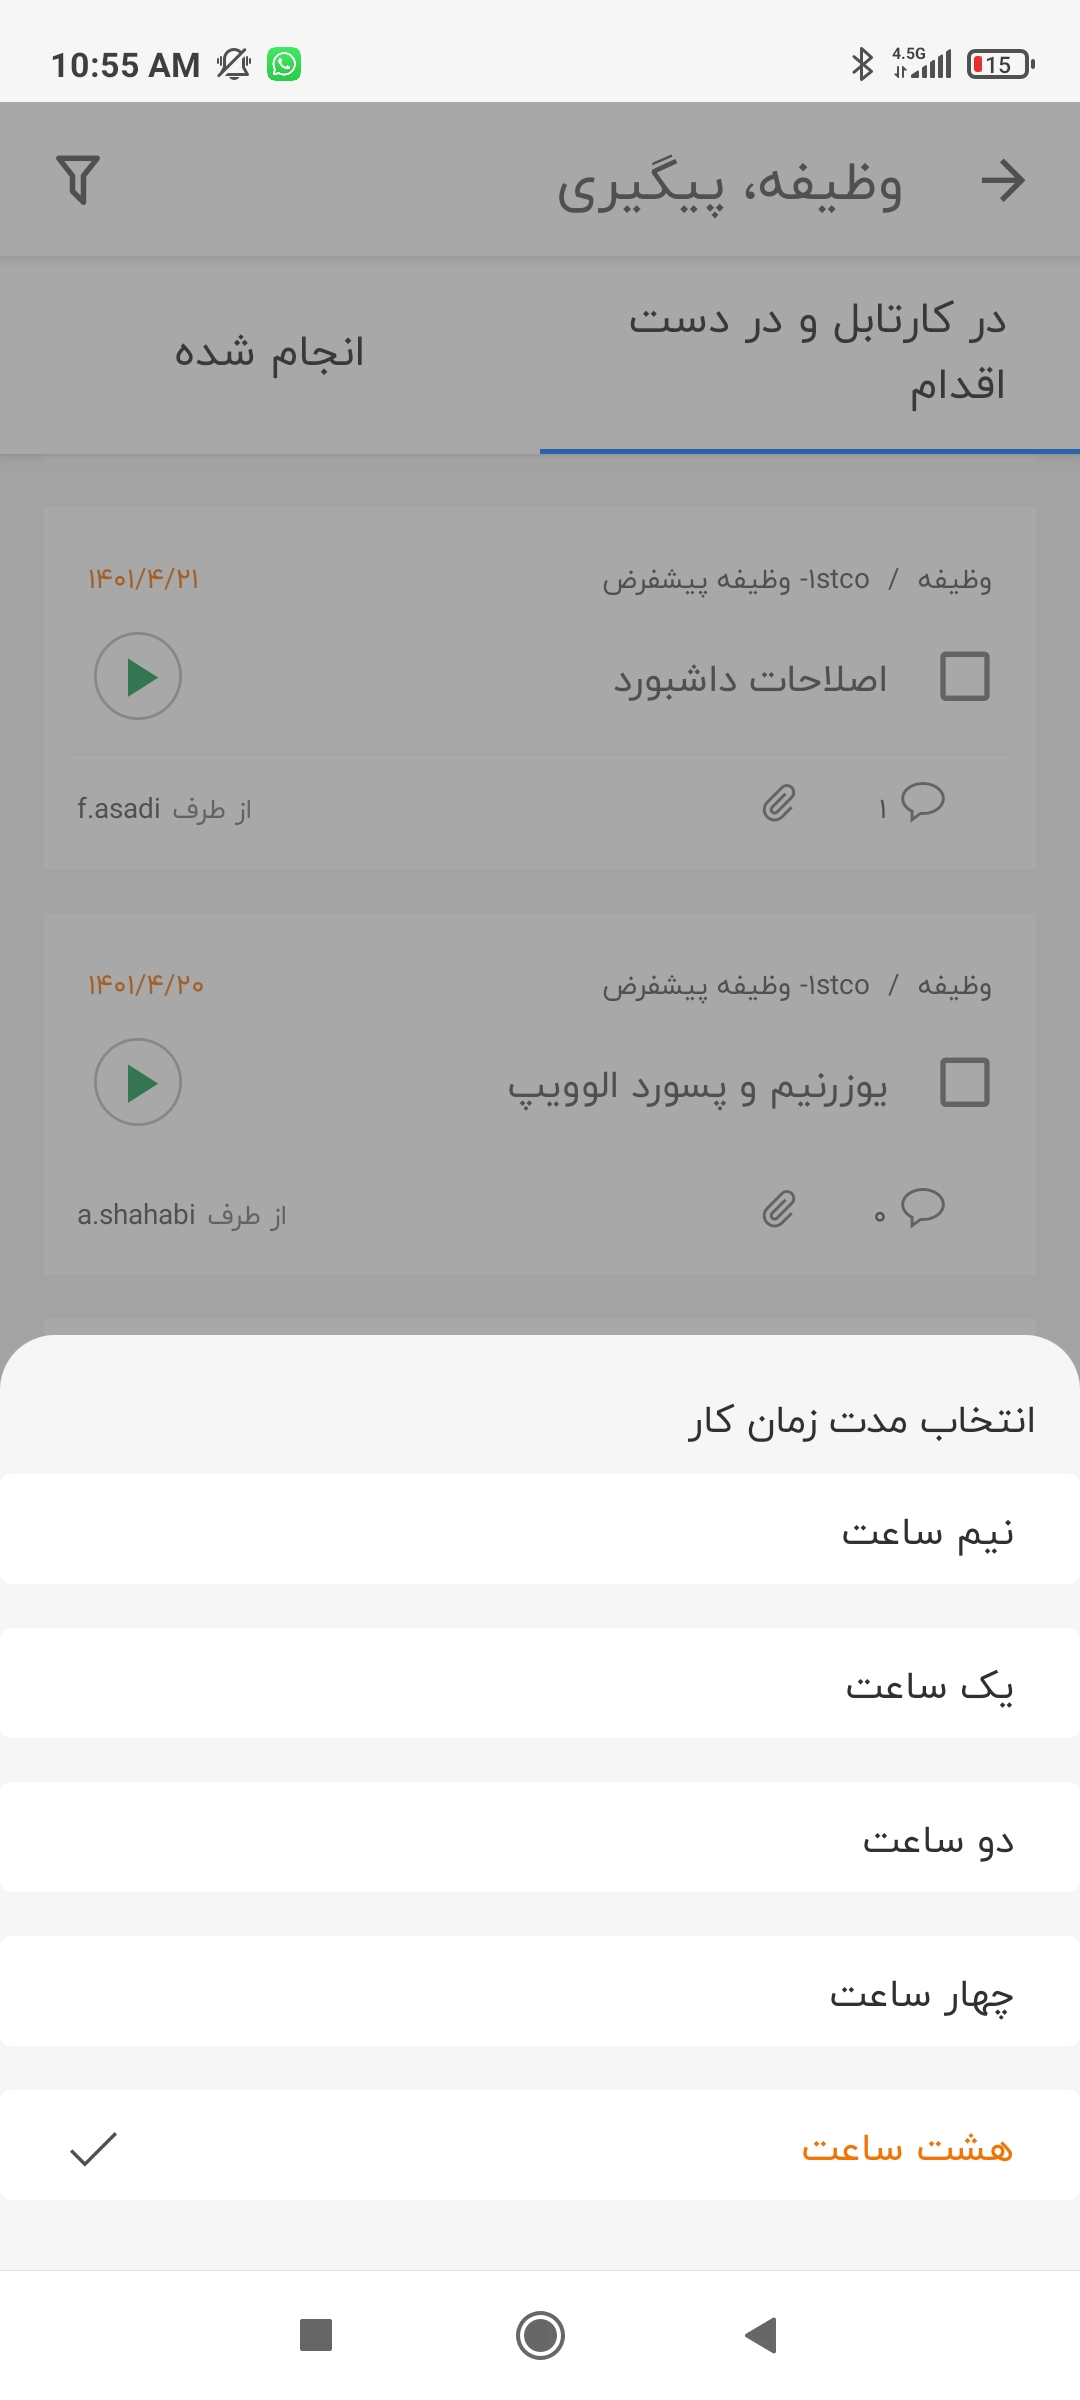 10:55 AM
4.5G
15
وظیفه، پیگیری
در کارتابل و در دست
اقدام
انجام شده
وظیفه / ۱stco- وظیفه پیشفرض
۱۴۰۱/۴/۲۱
اصلاحات داشبورد
۱
از طرف f.asadi
وظیفه / ۱stco- وظیفه پیشفرض
۱۴۰۱/۴/۲۰
یوزرنیم و پسورد الوویپ
۰
از طرف a.shahabi
انتخاب مدت زمان کار
نیم ساعت
یک ساعت
دو ساعت
چهار ساعت
هشت ساعت